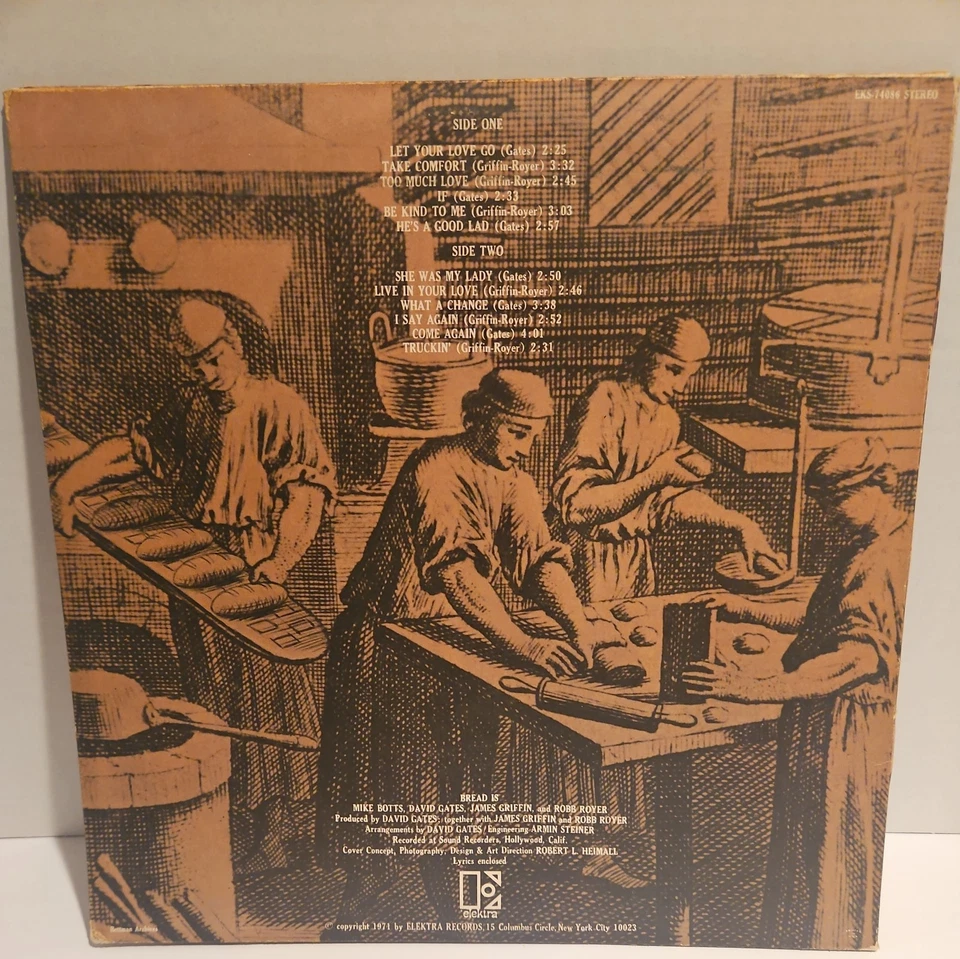 EKS-74086 STEREO
SIDE ONE
LET YOUR LOVE GO (Gates) 2:25
TAKE COMFORT (Griffin-Royer) 3:32
TOO MUCH LOVE (Griffin-Royer) 2:45
IF (Gates) 2:33
BE KIND TO ME (Griffin-Royer) 3:03
HE'S A GOOD LAD (Gates) 2:57
SIDE TWO
SHE WAS MY LADY (Gates) 2:50
LIVE IN YOUR LOVE (Griffin-Royer) 2:46
WHAT A CHANGE (Gates) 3:38
I SAY AGAIN (Griffin-Royer) 2:52
COME AGAIN (Gates) 4:01
TRUCKIN' (Griffin-Royer) 2:31
BREAD IS
MIKE BOTTS, DAVID GATES, JAMES GRIFFIN, and ROBB ROYER
Produced by DAVID GATES; together with JAMES GRIFFIN and ROBB ROYER
Arrangements by DAVID GATES/Engineering ARMIN STEINER
Recorded at Sound Recorders, Hollywood, Calif.
Cover Concept, Photography, Design & Art Direction ROBERT L. HEIMALL
Lyrics enclosed
elektra
Bettman Archives
© copyright 1971 by ELEKTRA RECORDS, 15 Columbus Circle, New York City 10023